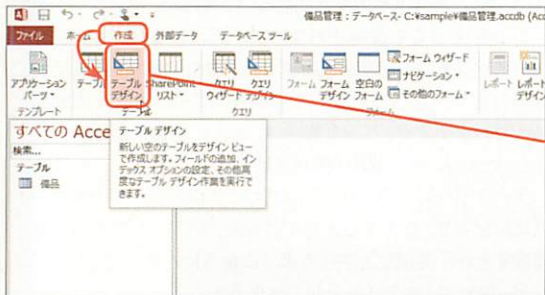 備品管理：データベース- C:¥sample¥備品管理.accdb (Acc
ファイル ホーム 作成 外部データ データベース ツール
アプリケーション パーツ テーブル テーブル デザイン SharePoint リスト クエリ ウィザード クエリ デザイン フォーム フォーム デザイン 空白の フォーム フォーム ウィザード ナビゲーション その他のフォーム レポート レポート デザイン
テンプレート テーブル クエリ フォーム
すべての Acce
検索...
テーブル
備品
テーブル デザイン
新しい空のテーブルをデザイン ビュー
で作成します。フィールドの追加、イン
デックス オプションの設定、その他高
度なテーブル デザイン作業を実行で
きます。